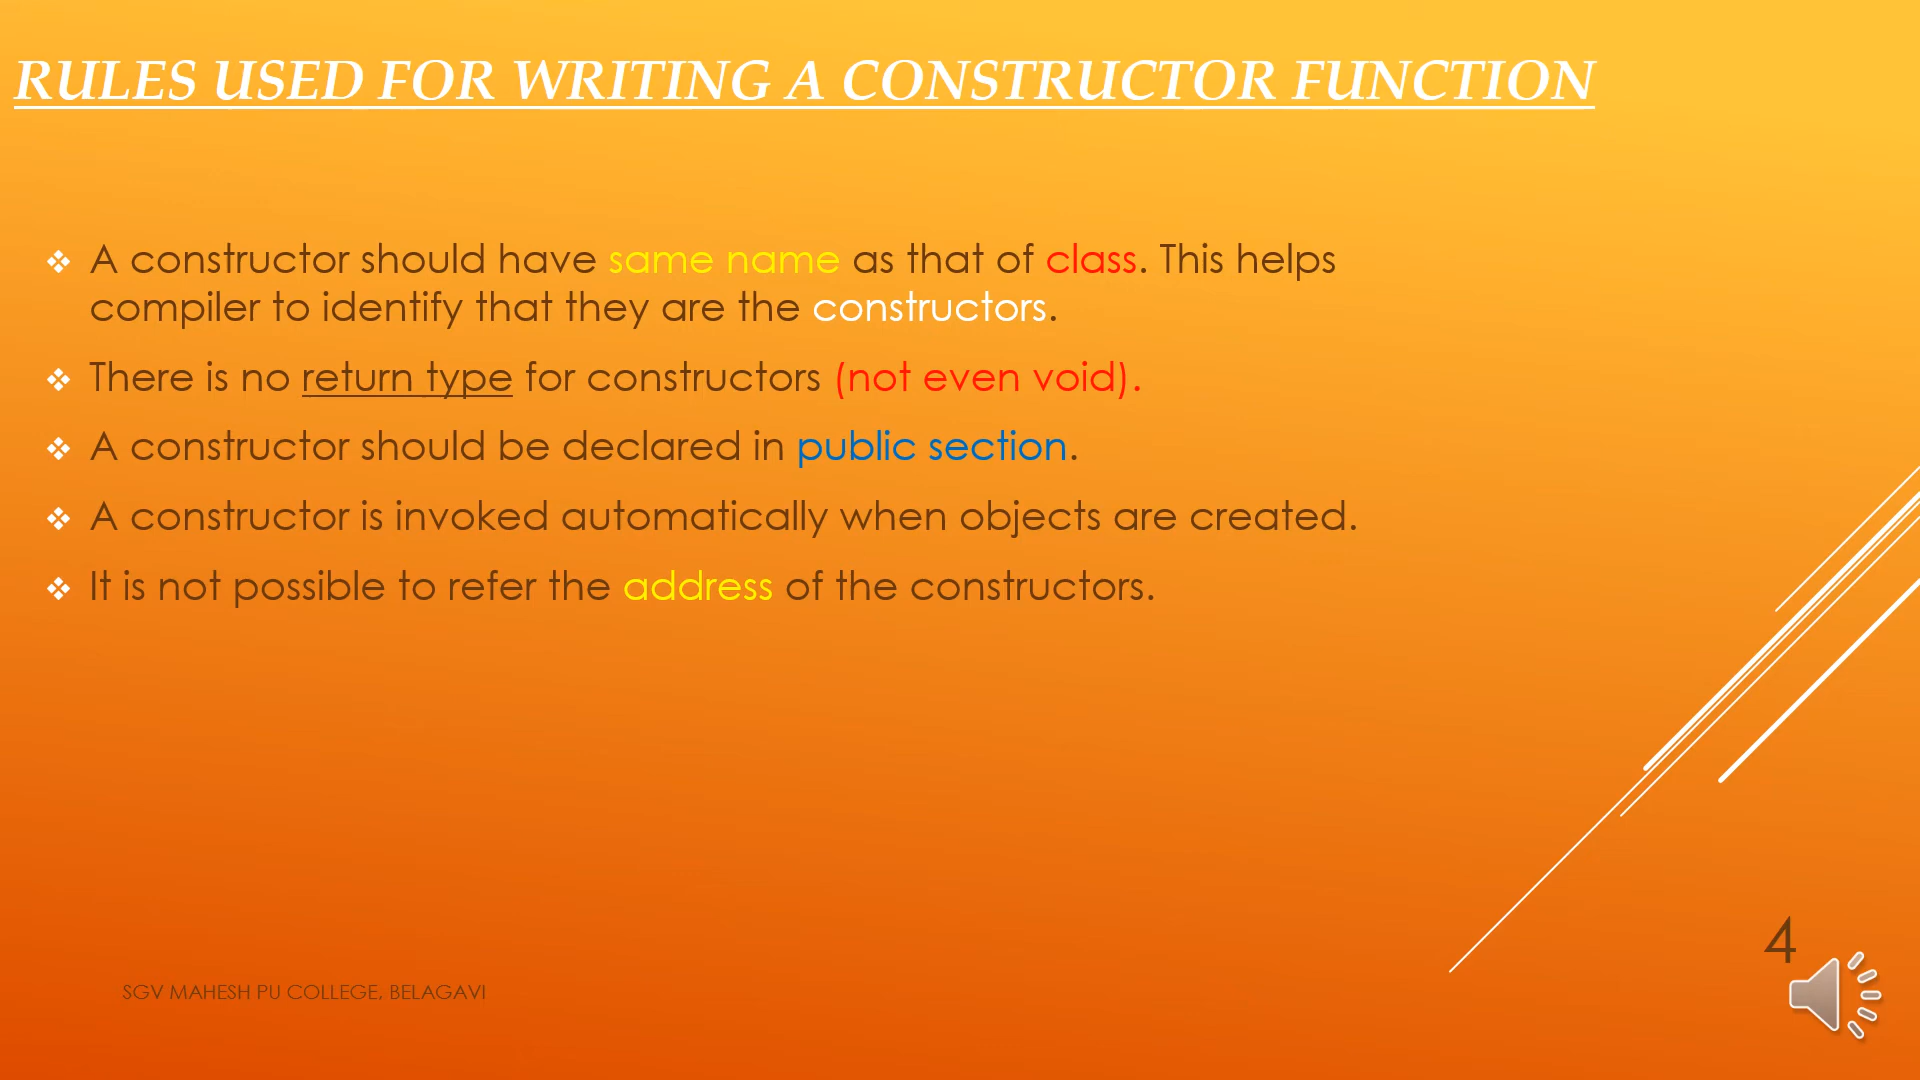 RULES USED FOR WRITING A CONSTRUCTOR FUNCTION
A constructor should have same name as that of class. This helps
compiler to identify that they are the constructors.
There is no return type for constructors (not even void).
A constructor should be declared in public section.
A constructor is invoked automatically when objects are created.
It is not possible to refer the address of the constructors.
4
SGV MAHESH PU COLLEGE, BELAGAVI